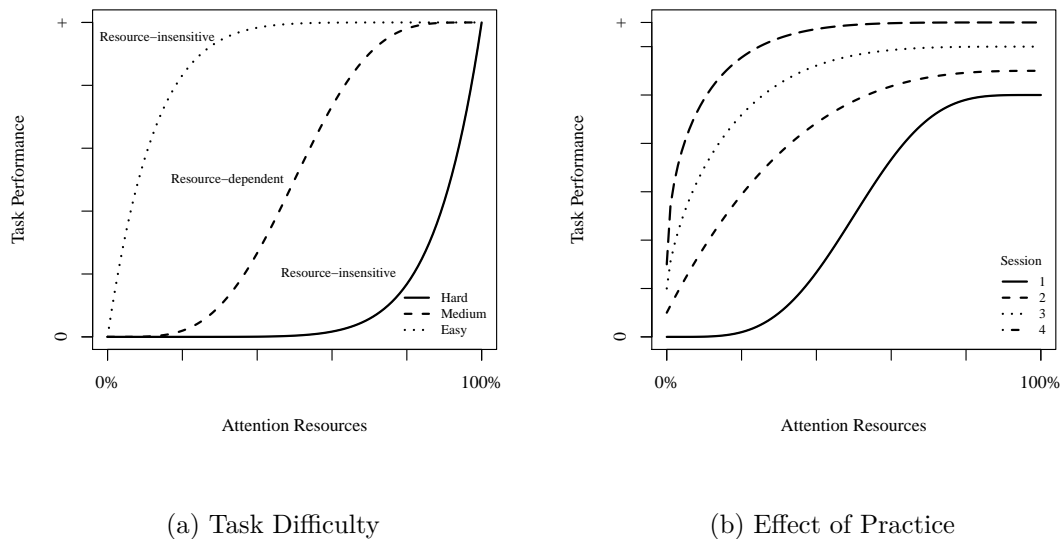 +
Resource−insensitive
Resource−dependent
Resource−insensitive
Hard
Medium
Easy
Task Performance
0
0%
100%
Attention Resources
(a) Task Difficulty
+
Task Performance
Session
1
2
3
4
0
0%
100%
Attention Resources
(b) Effect of Practice